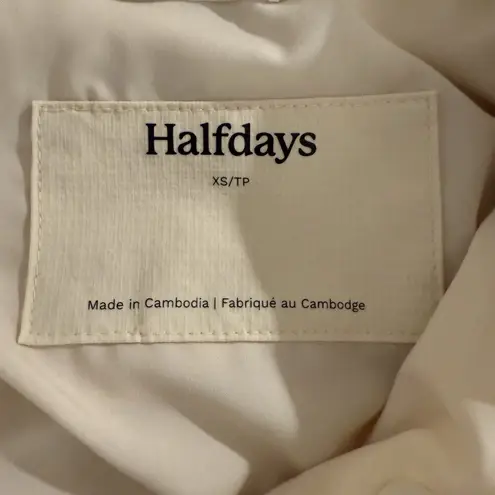 Halfdays
XS/TP
Made in Cambodia | Fabriqué au Cambodge